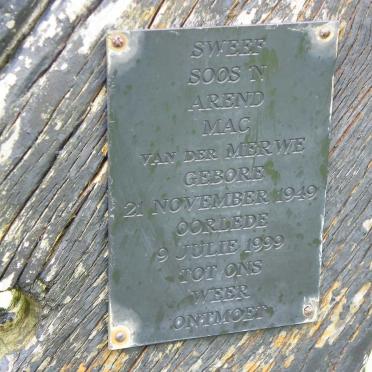 SWEEF
SOOS 'N
AREND
MAC
VAN DER MERWE
GEBORE
21 NOVEMBER 1949
OORLEDE
9 JULIE 1999
TOT ONS
WEER
ONTMOET